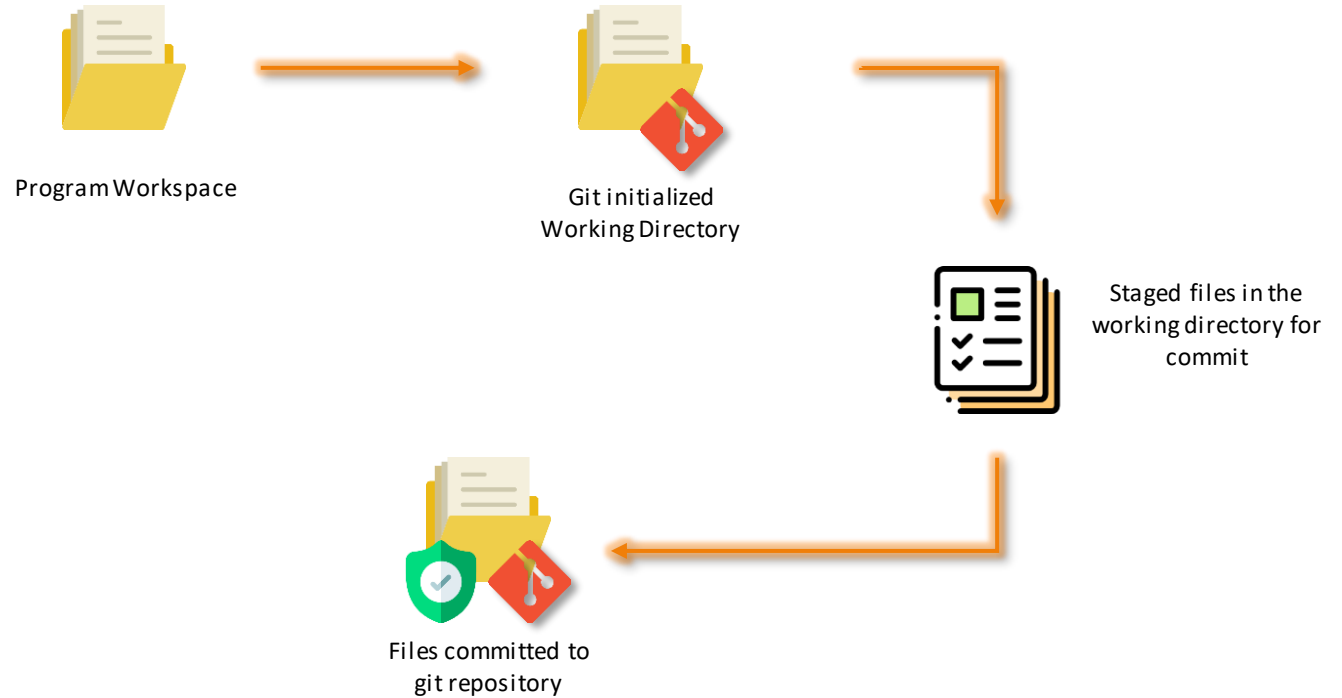 Program Workspace
Git initialized
Working Directory
Staged files in the
working directory for
commit
Files committed to
git repository